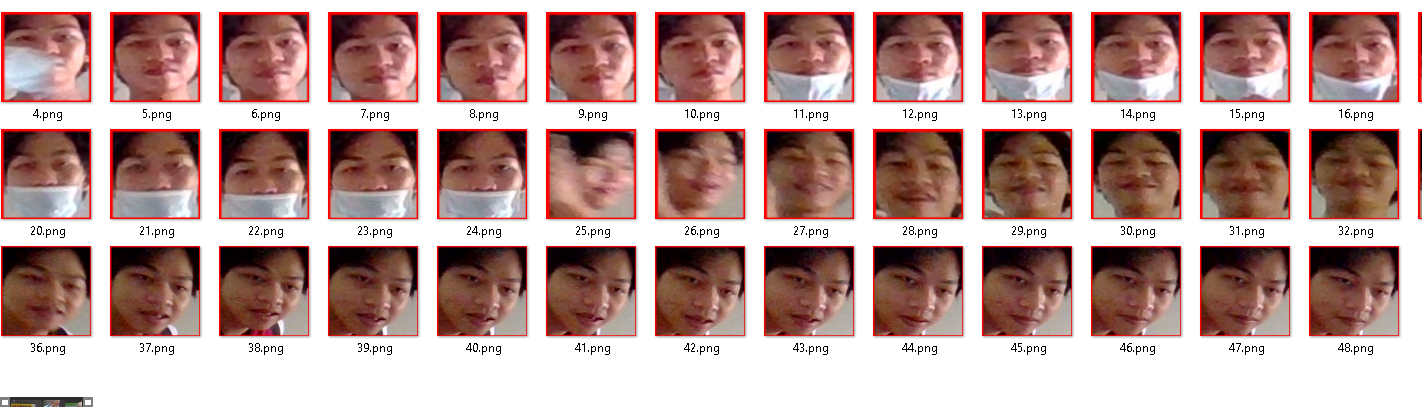 4.png 5.png 6.png 7.png 8.png 9.png 10.png 11.png 12.png 13.png 14.png 15.png 16.png
20.png 21.png 22.png 23.png 24.png 25.png 26.png 27.png 28.png 29.png 30.png 31.png 32.png
36.png 37.png 38.png 39.png 40.png 41.png 42.png 43.png 44.png 45.png 46.png 47.png 48.png